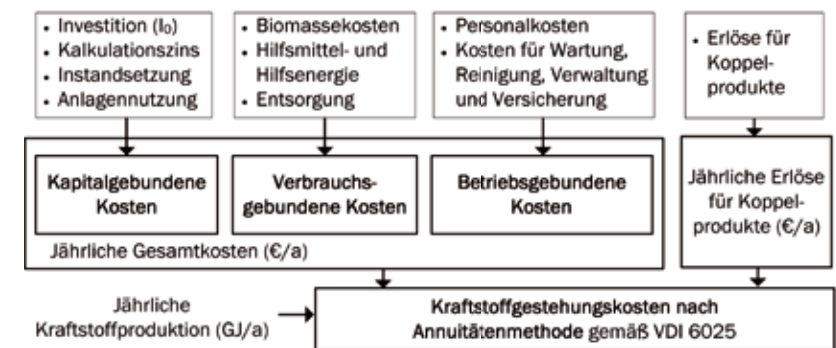 • Investition (I₀)
• Kalkulationszins
• Instandsetzung
• Anlagennutzung
• Biomassekosten
• Hilfsmittel- und
Hilfsenergie
• Entsorgung
• Personalkosten
• Kosten für Wartung,
Reinigung, Verwaltung
und Versicherung
• Erlöse für
Koppel-
produkte
Kapitalgebundene
Kosten
Verbrauchs-
gebundene Kosten
Betriebsgebundene
Kosten
Jährliche Gesamtkosten (€/a)
Jährliche Erlöse
für Koppel-
produkte (€/a)
Jährliche
Kraftstoffproduktion (GJ/a)
Kraftstoffgestehungskosten nach
Annuitätenmethode gemäß VDI 6025